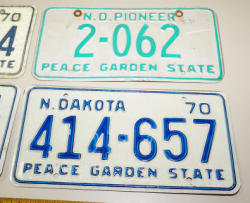 70
4
N.D. PIONEER
2-062
PEACE GARDEN STATE
N. DAKOTA 70
414-657
PEACE GARDEN STATE